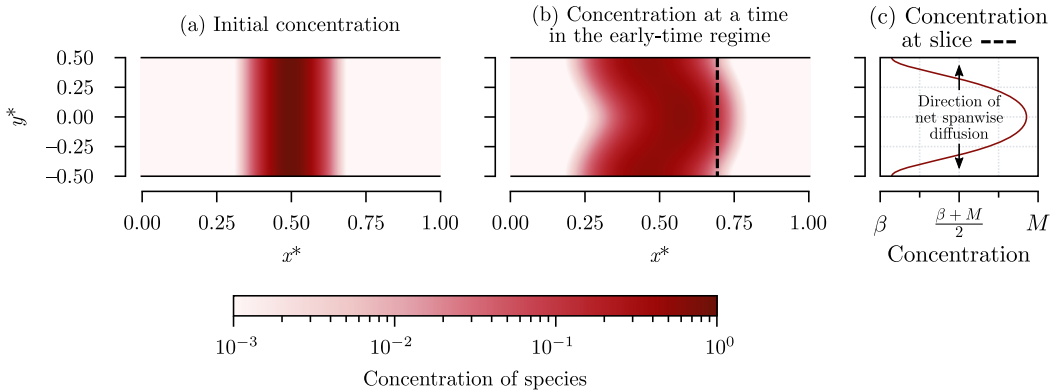 (a) Initial concentration
(b) Concentration at a time
in the early-time regime
(c) Concentration
at slice
y*
0.50
0.25
0.00
−0.25
−0.50
Direction of
net spanwise
diffusion
0.00 0.25 0.50 0.75 1.00
0.00 0.25 0.50 0.75 1.00
β β + M / 2 M
x*
x*
Concentration
10⁻³ 10⁻² 10⁻¹ 10⁰
Concentration of species